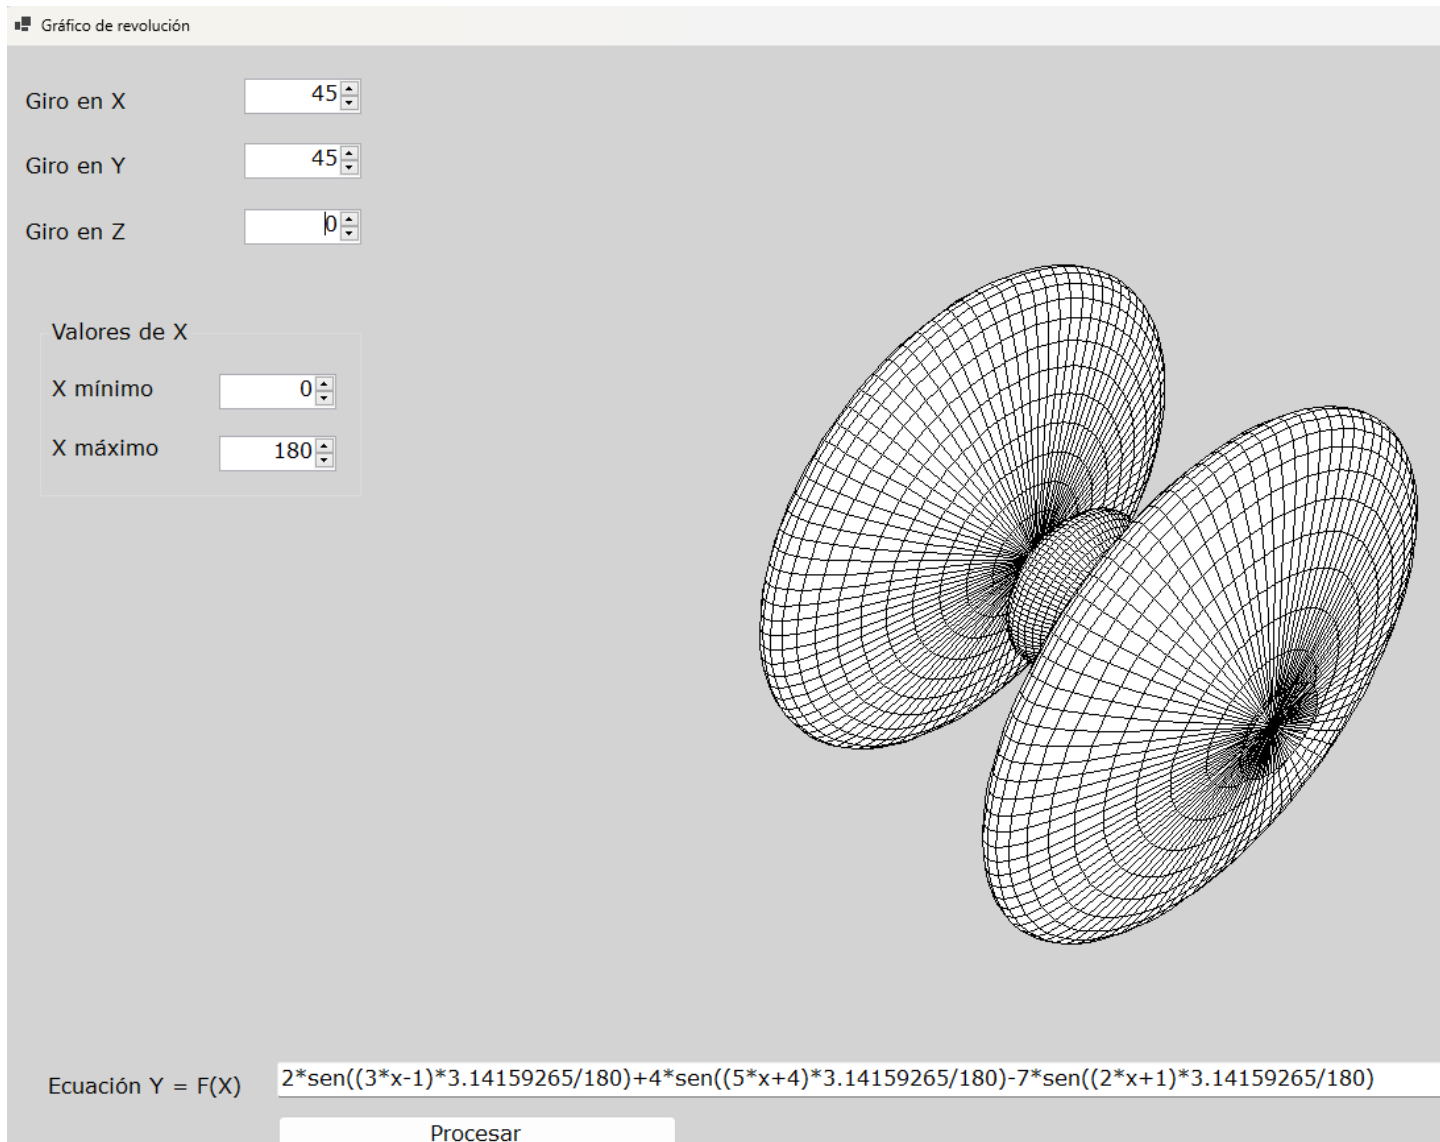 Gráfico de revolución
Giro en X 45
Giro en Y 45
Giro en Z 0
Valores de X
X mínimo 0
X máximo 180
Ecuación Y = F(X) 2*sen((3*x-1)*3.14159265/180)+4*sen((5*x+4)*3.14159265/180)-7*sen((2*x+1)*3.14159265/180)
Procesar